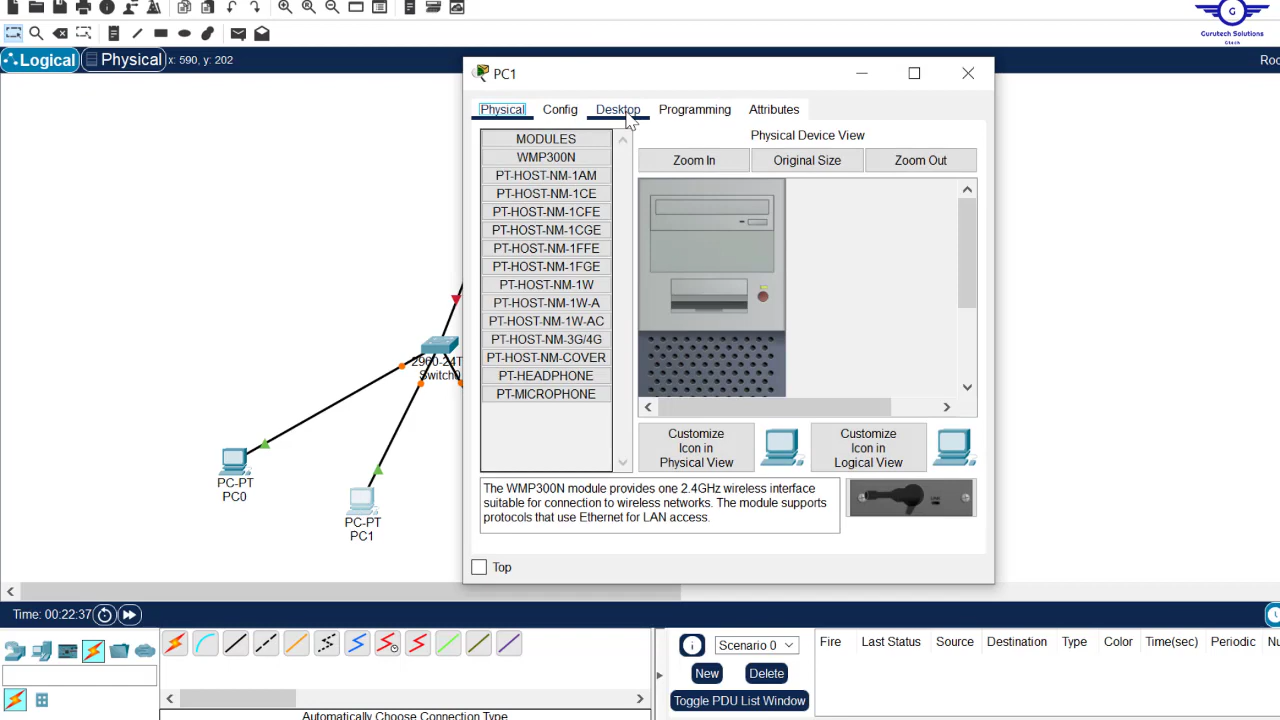 G
Gurutech Solutions
Gtech
Logical
Physical
x: 590, y: 202
Roo
PC1
Physical
Config
Desktop
Programming
Attributes
MODULES
WMP300N
PT-HOST-NM-1AM
PT-HOST-NM-1CE
PT-HOST-NM-1CFE
PT-HOST-NM-1CGE
PT-HOST-NM-1FFE
PT-HOST-NM-1FGE
PT-HOST-NM-1W
PT-HOST-NM-1W-A
PT-HOST-NM-1W-AC
PT-HOST-NM-3G/4G
PT-HOST-NM-COVER
PT-HEADPHONE
PT-MICROPHONE
Physical Device View
Zoom In
Original Size
Zoom Out
Customize
Icon in
Physical View
Customize
Icon in
Logical View
The WMP300N module provides one 2.4GHz wireless interface
suitable for connection to wireless networks. The module supports
protocols that use Ethernet for LAN access.
Top
2960-24T
Switch0
PC-PT
PC0
PC-PT
PC1
Time: 00:22:37
Scenario 0
New
Delete
Toggle PDU List Window
Fire
Last Status
Source
Destination
Type
Color
Time(sec)
Periodic
Nu
Automatically Choose Connection Type